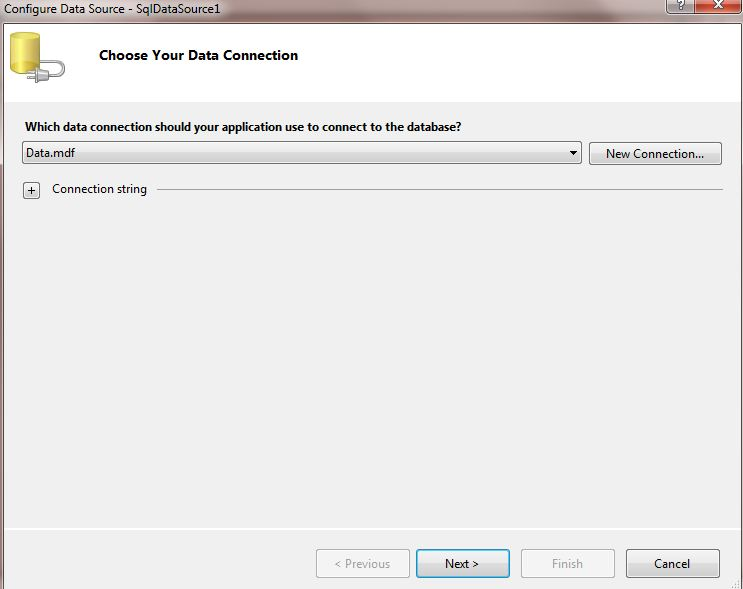 Configure Data Source - SqlDataSource1
?
Choose Your Data Connection
Which data connection should your application use to connect to the database?
Data.mdf
New Connection...
+ Connection string
< Previous Next > Finish Cancel